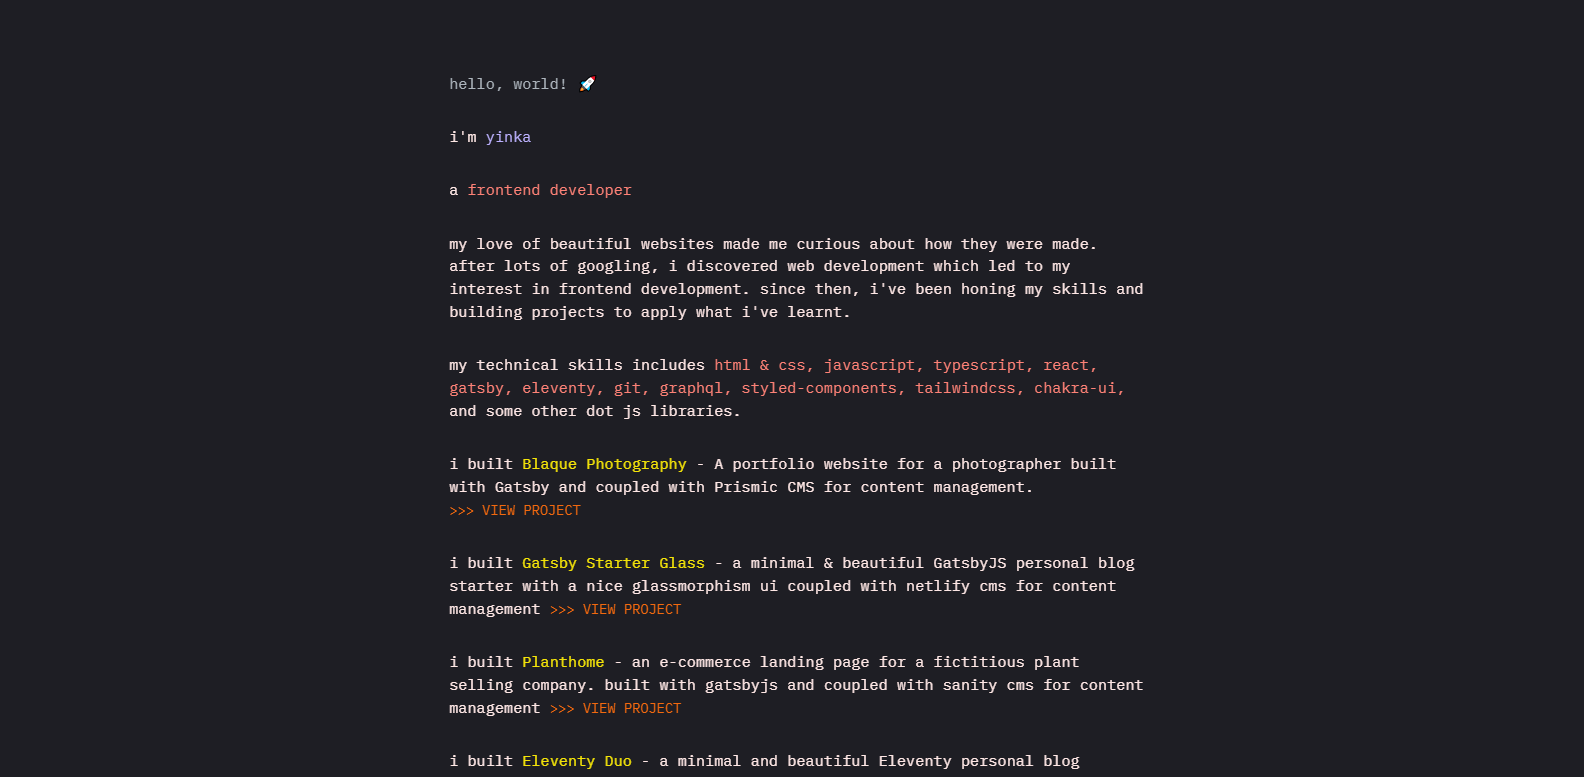 hello, world! 🚀
i'm yinka
a frontend developer
my love of beautiful websites made me curious about how they were made.
after lots of googling, i discovered web development which led to my
interest in frontend development. since then, i've been honing my skills and
building projects to apply what i've learnt.
my technical skills includes html & css, javascript, typescript, react,
gatsby, eleventy, git, graphql, styled-components, tailwindcss, chakra-ui,
and some other dot js libraries.
i built Blaque Photography - A portfolio website for a photographer built
with Gatsby and coupled with Prismic CMS for content management.
>>> VIEW PROJECT
i built Gatsby Starter Glass - a minimal & beautiful GatsbyJS personal blog
starter with a nice glassmorphism ui coupled with netlify cms for content
management >>> VIEW PROJECT
i built Planthome - an e-commerce landing page for a fictitious plant
selling company. built with gatsbyjs and coupled with sanity cms for content
management >>> VIEW PROJECT
i built Eleventy Duo - a minimal and beautiful Eleventy personal blog